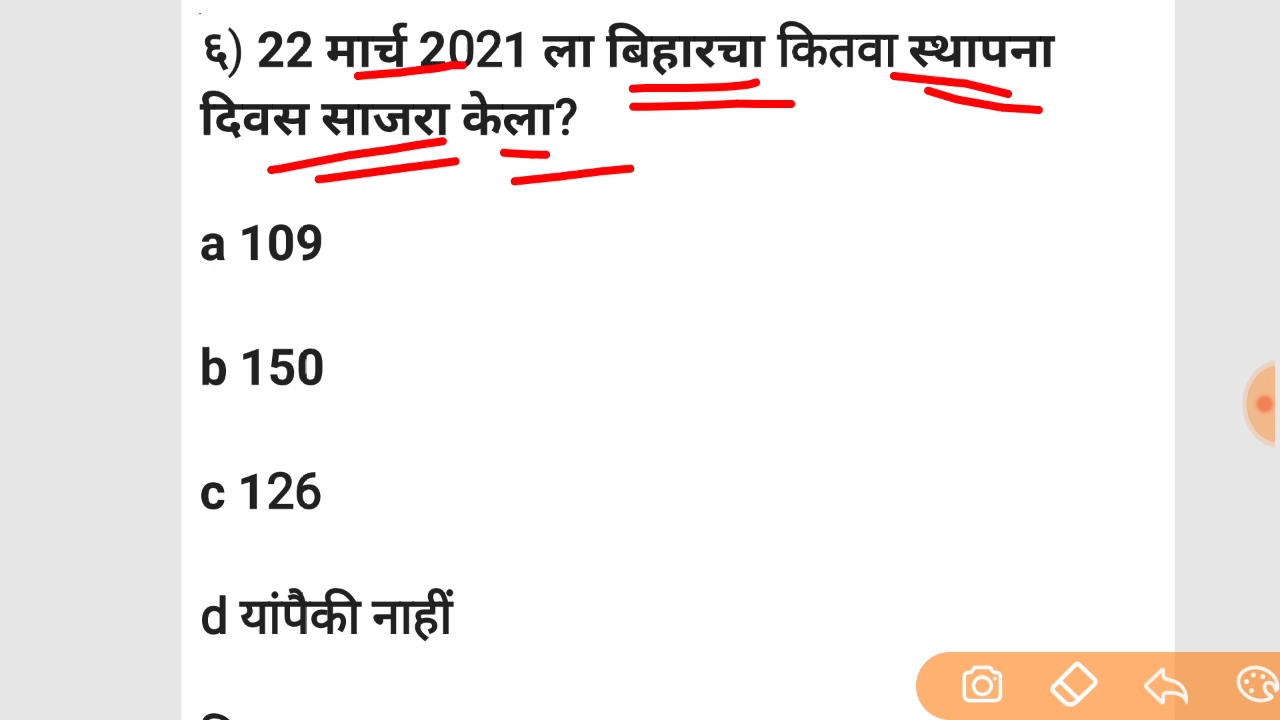 ६) 22 मार्च 2021 ला बिहारचा कितवा स्थापना
दिवस साजरा केला?
a 109
b 150
c 126
d यांपैकी नाहीं